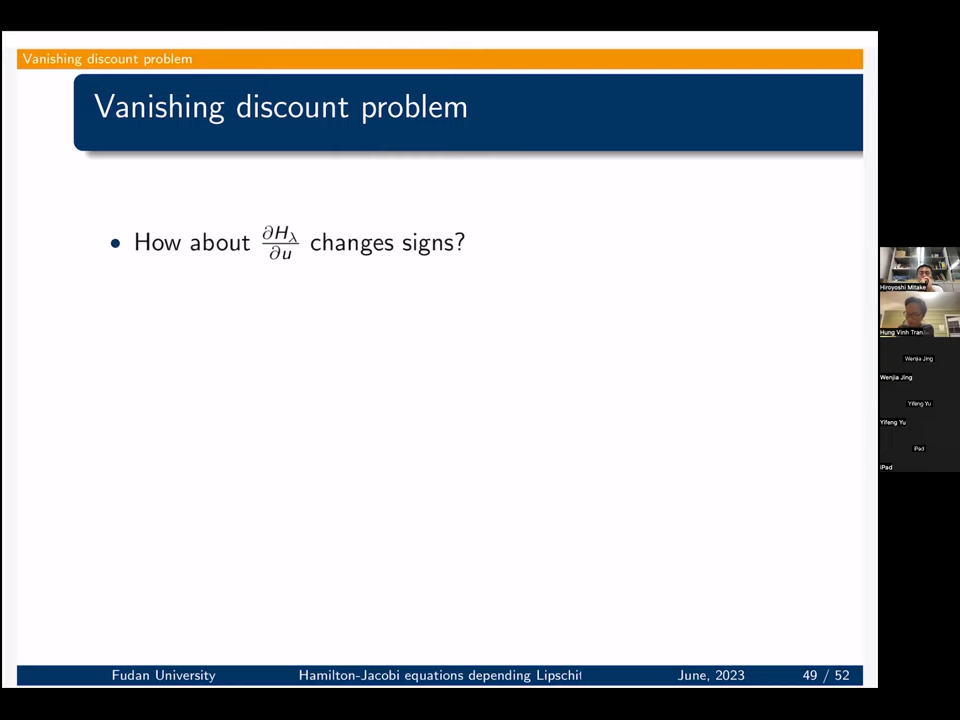 Vanishing discount problem
Vanishing discount problem
• How about ∂H_λ/∂u changes signs?
Hiroyoshi Mitake
Hung Vinh Tran
Wenjia Jing
Wenjia Jing
Yifeng Yu
Yifeng Yu
iPad
iPad
Fudan University Hamilton-Jacobi equations depending Lipschit June, 2023 49 / 52